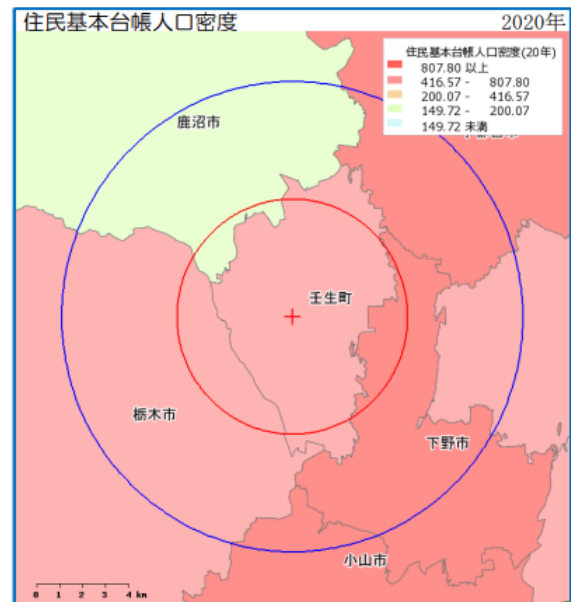 住民基本台帳人口密度 2020年
住民基本台帳人口密度(20年)
807.80 以上
416.57 - 807.80
200.07 - 416.57
149.72 - 200.07
149.72 未満
鹿沼市
壬生町
栃木市
下野市
小山市
0 1 2 3 4 km